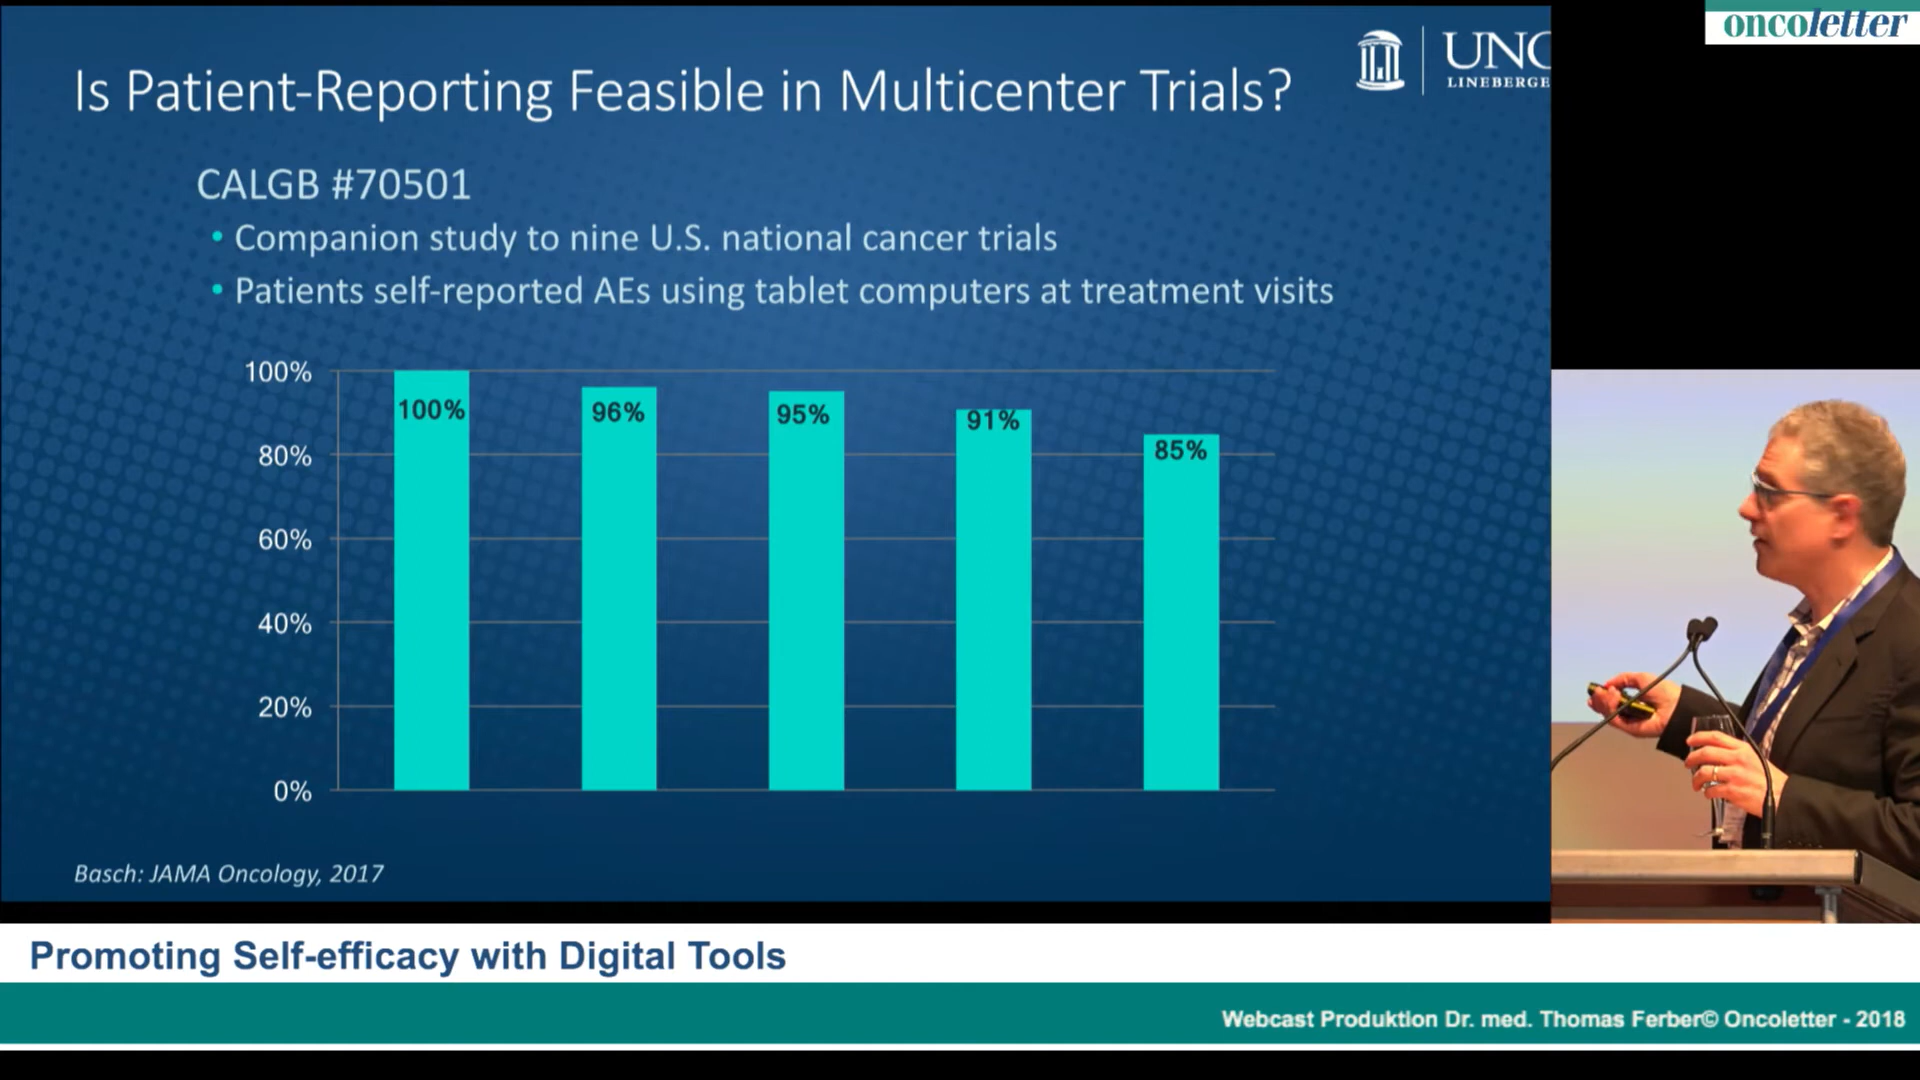 oncoletter
UNC
LINEBERGE
Is Patient-Reporting Feasible in Multicenter Trials?
CALGB #70501
• Companion study to nine U.S. national cancer trials
• Patients self-reported AEs using tablet computers at treatment visits
100%
80%
60%
40%
20%
0%
100%
96%
95%
91%
85%
Basch: JAMA Oncology, 2017
Promoting Self-efficacy with Digital Tools
Webcast Produktion Dr. med. Thomas Ferber© Oncoletter - 2018